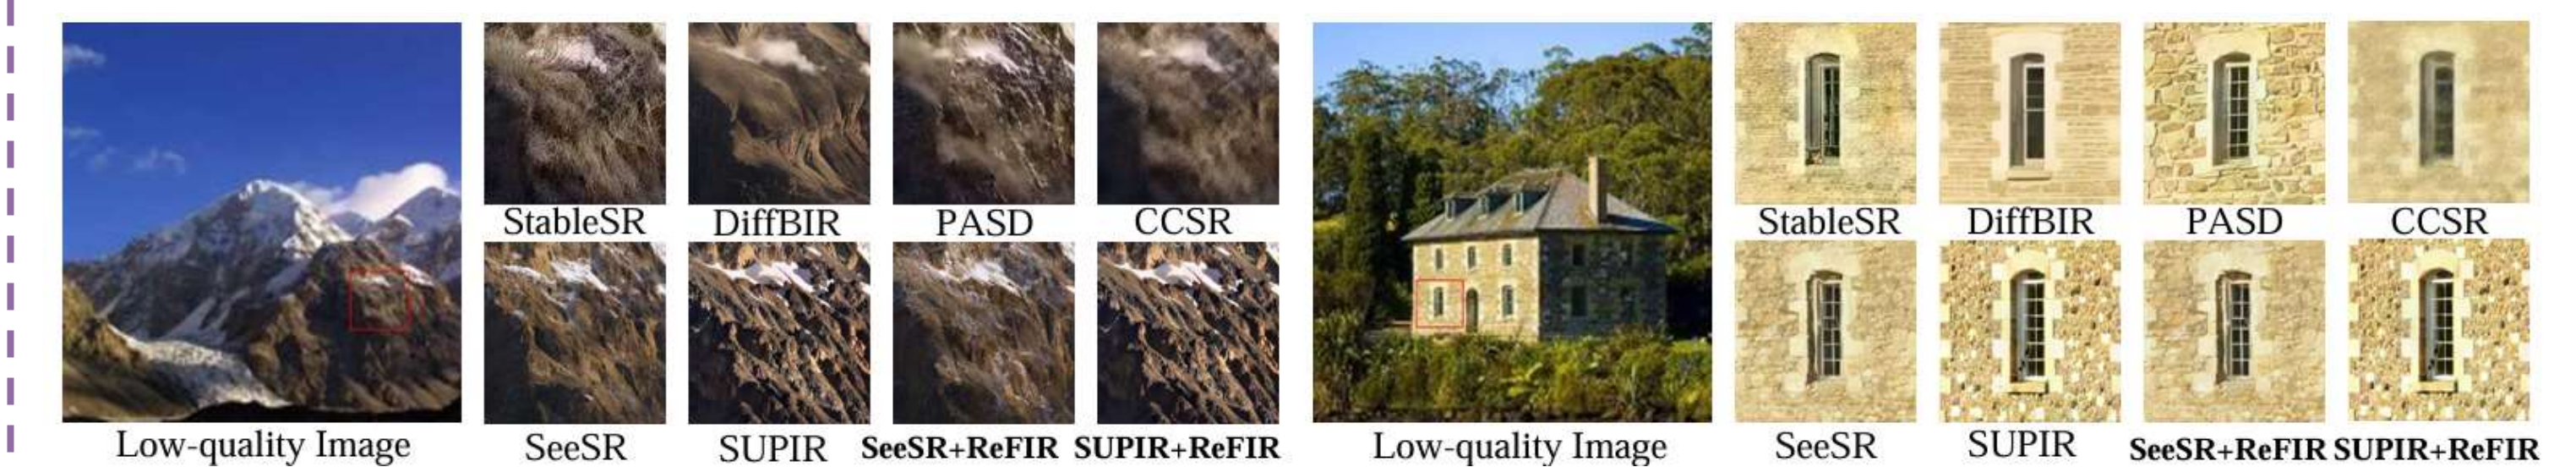 StableSR DiffBIR PASD CCSR
Low-quality Image SeeSR SUPIR SeeSR+ReFIR SUPIR+ReFIR
StableSR DiffBIR PASD CCSR
Low-quality Image SeeSR SUPIR SeeSR+ReFIR SUPIR+ReFIR